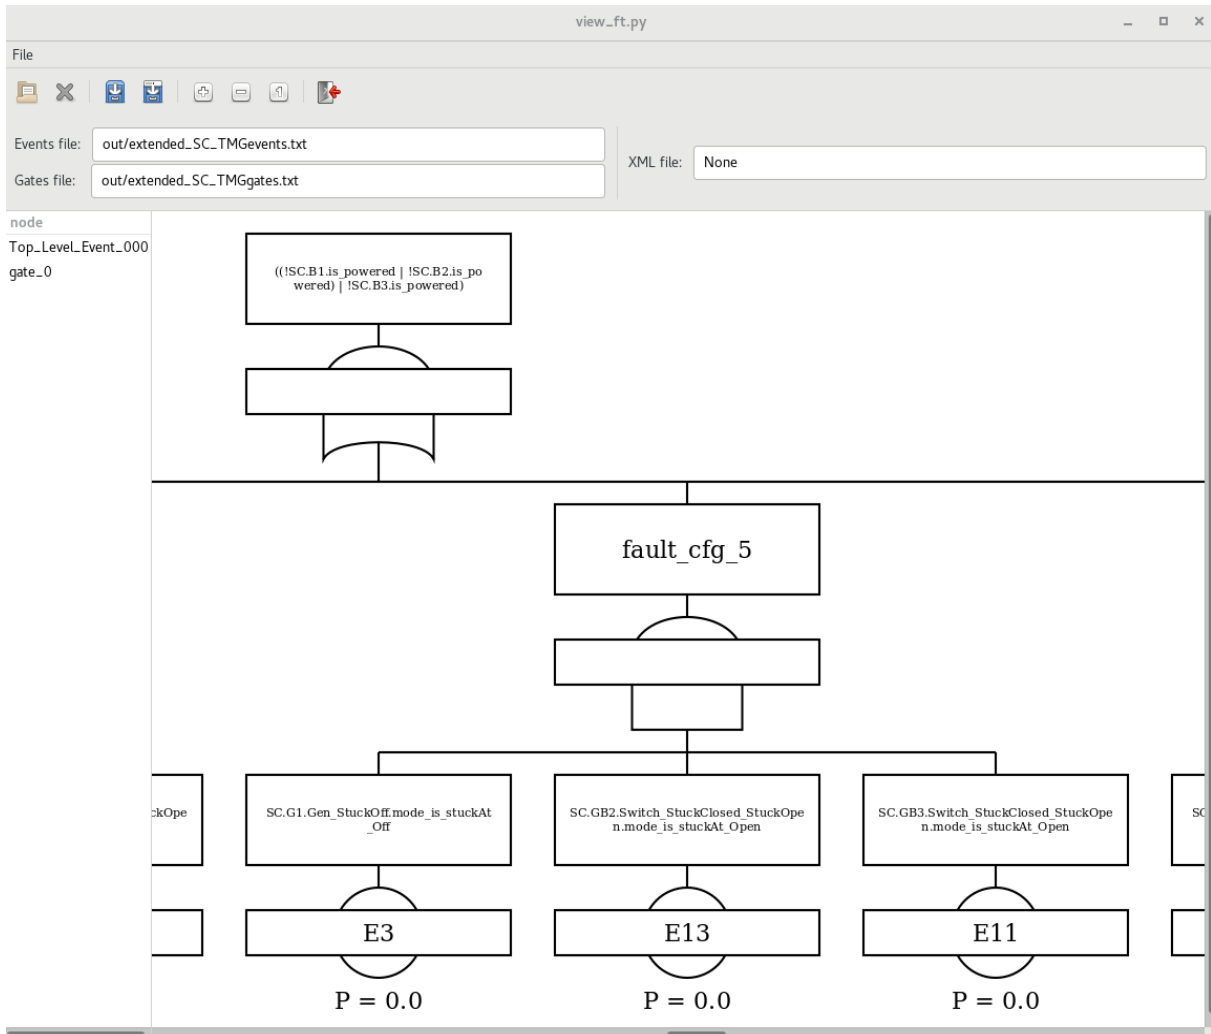 view_ft.py
File
Events file: out/extended_SC_TMGevents.txt
XML file: None
Gates file: out/extended_SC_TMGgates.txt
node
Top_Level_Event_000
gate_0
((!SC.B1.is_powered | !SC.B2.is_po
wered) | !SC.B3.is_powered)
fault_cfg_5
ckOpe
SC.G1.Gen_StuckOff.mode_is_stuckAt
_Off
SC.GB2.Switch_StuckClosed_StuckOpe
n.mode_is_stuckAt_Open
SC.GB3.Switch_StuckClosed_StuckOpe
n.mode_is_stuckAt_Open
SC
E3
E13
E11
P = 0.0
P = 0.0
P = 0.0